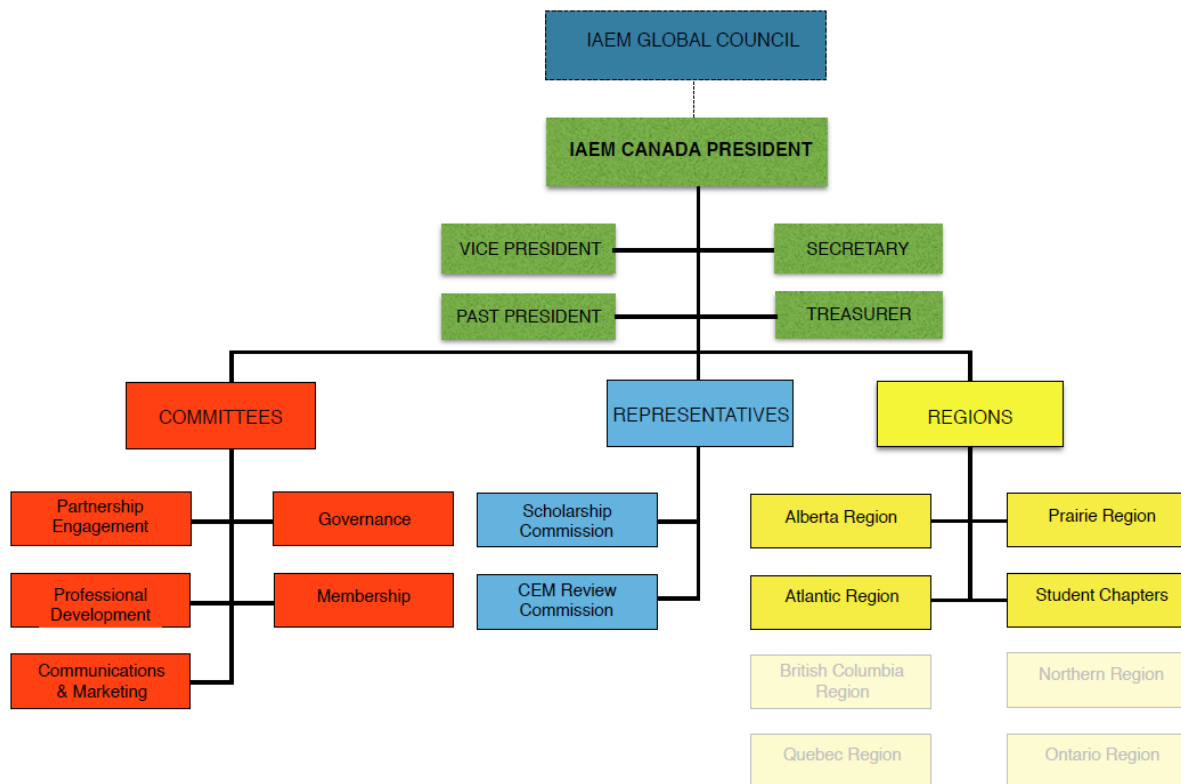 IAEM GLOBAL COUNCIL
IAEM CANADA PRESIDENT
VICE PRESIDENT
SECRETARY
PAST PRESIDENT
TREASURER
COMMITTEES
REPRESENTATIVES
REGIONS
Partnership
Engagement
Governance
Professional
Development
Membership
Communications
& Marketing
Scholarship
Commission
CEM Review
Commission
Alberta Region
Prairie Region
Atlantic Region
Student Chapters
British Columbia
Region
Northern Region
Quebec Region
Ontario Region